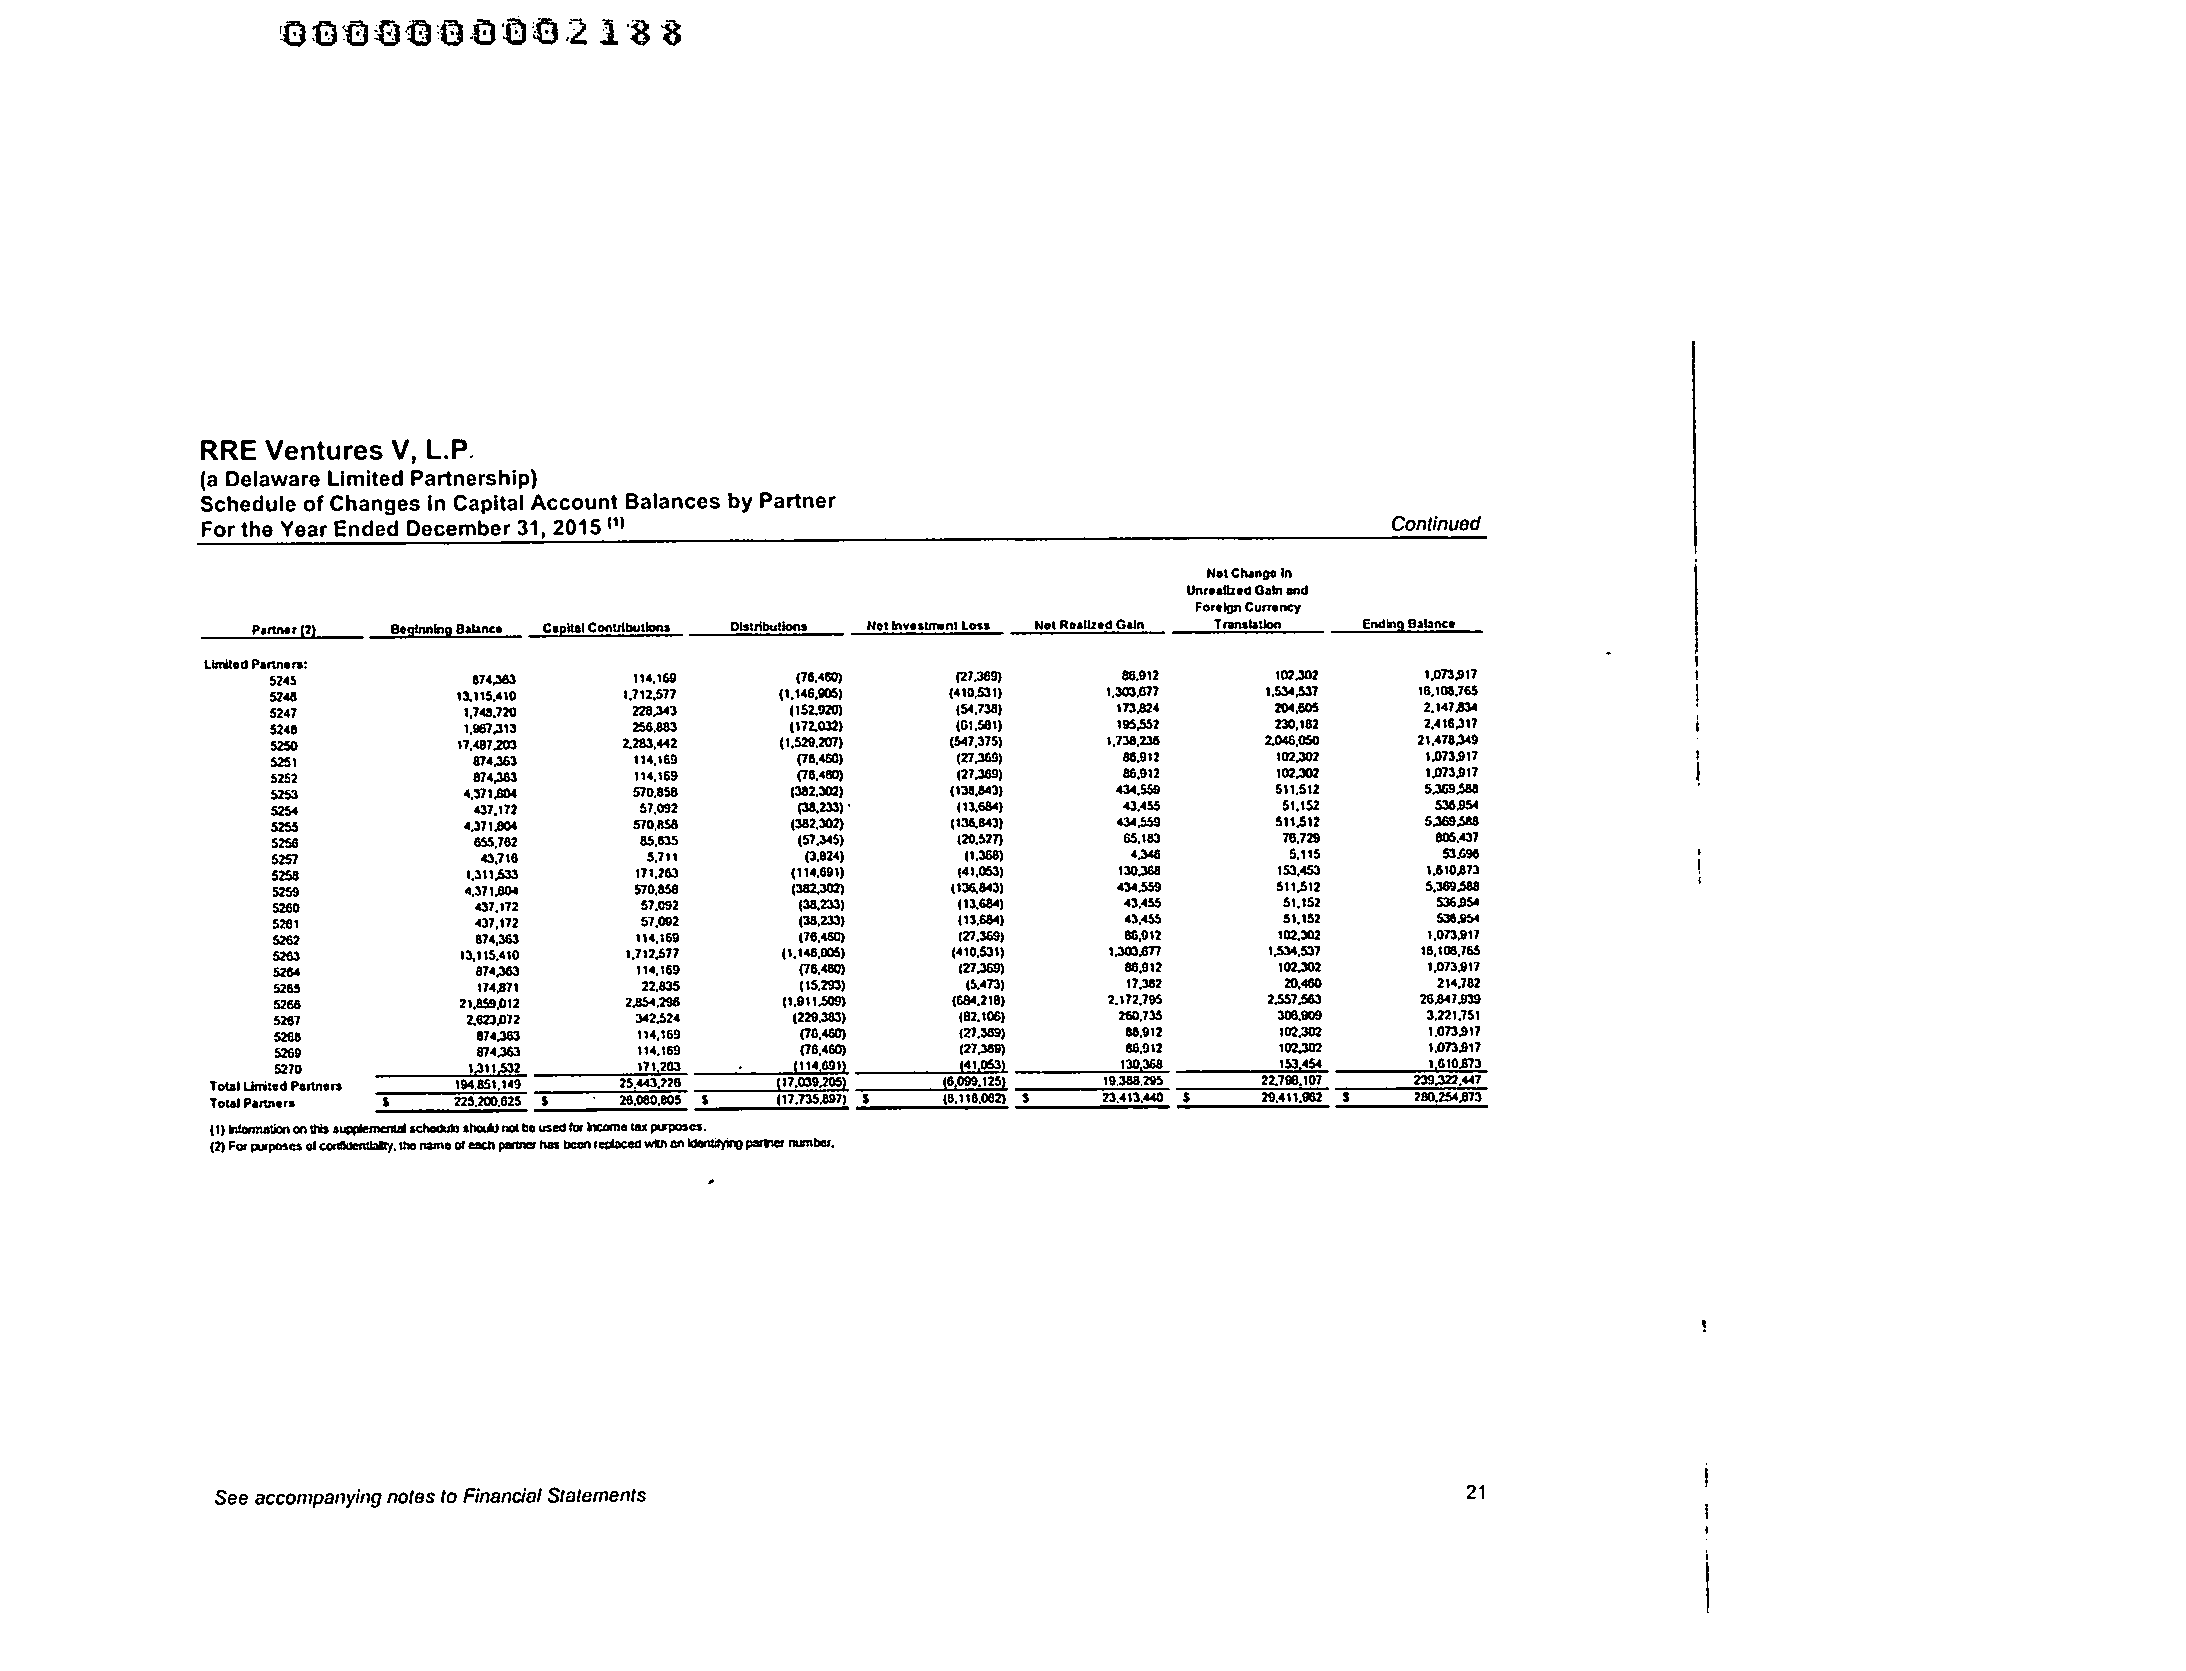 0000000002188
RRE Ventures V, L.P.
(a Delaware Limited Partnership)
Schedule of Changes in Capital Account Balances by Partner
For the Year Ended December 31, 2015 (1)
Continued
Net Change in
Unrealized Gain and
Foreign Currency
Partner (2) Beginning Balance Capital Contributions Distributions Net Investment Loss Net Realized Gain Translation Ending Balance
Limited Partners:
5245 874,363 114,169 (76,460) (27,369) 86,912 102,302 1,073,917
5246 13,115,410 1,712,577 (1,146,905) (410,531) 1,303,677 1,534,537 16,108,765
5247 1,748,720 228,343 (152,920) (54,738) 173,824 204,605 2,147,834
5248 1,967,313 256,883 (172,032) (61,581) 195,552 230,182 2,416,317
5250 17,487,203 2,283,442 (1,529,207) (547,375) 1,738,236 2,046,050 21,478,349
5251 874,363 114,169 (76,460) (27,369) 86,912 102,302 1,073,917
5252 874,363 114,169 (76,460) (27,369) 86,912 102,302 1,073,917
5253 4,371,804 570,858 (382,302) (136,843) 434,559 511,512 5,369,588
5254 437,172 57,092 (38,233) (13,684) 43,455 51,152 536,954
5255 4,371,804 570,858 (382,302) (136,843) 434,559 511,512 5,369,588
5256 655,762 85,635 (57,345) (20,527) 65,183 76,729 805,437
5257 43,716 5,711 (3,824) (1,368) 4,346 5,115 53,696
5258 1,311,533 171,263 (114,691) (41,053) 130,368 153,453 1,610,873
5259 4,371,804 570,858 (382,302) (136,843) 434,559 511,512 5,369,588
5260 437,172 57,092 (38,233) (13,684) 43,455 51,152 536,954
5261 437,172 57,092 (38,233) (13,684) 43,455 51,152 536,954
5262 874,363 114,169 (76,460) (27,369) 86,912 102,302 1,073,917
5263 13,115,410 1,712,577 (1,146,905) (410,531) 1,303,677 1,534,537 16,108,765
5264 874,363 114,169 (76,460) (27,369) 86,912 102,302 1,073,917
5265 174,871 22,835 (15,293) (5,473) 17,382 20,460 214,782
5266 21,859,012 2,854,296 (1,911,509) (684,218) 2,172,795 2,557,563 26,847,939
5267 2,623,072 342,524 (229,383) (82,106) 260,735 306,909 3,221,751
5268 874,363 114,169 (76,460) (27,369) 86,912 102,302 1,073,917
5269 874,363 114,169 (76,460) (27,369) 86,912 102,302 1,073,917
5270 1,311,532 171,263 (114,691) (41,053) 130,368 153,454 1,610,873
Total Limited Partners 194,851,149 25,443,226 (17,039,205) (6,099,125) 19,388,295 22,798,107 239,322,447
Total Partners $ 225,200,625 $ 26,080,805 $ (17,735,897) $ (6,116,062) $ 23,413,440 $ 29,411,962 $ 280,254,873
(1) Information on this supplemental schedule should not be used for income tax purposes.
(2) For purposes of confidentiality, the name of each partner has been replaced with an identifying partner number.
See accompanying notes to Financial Statements
21